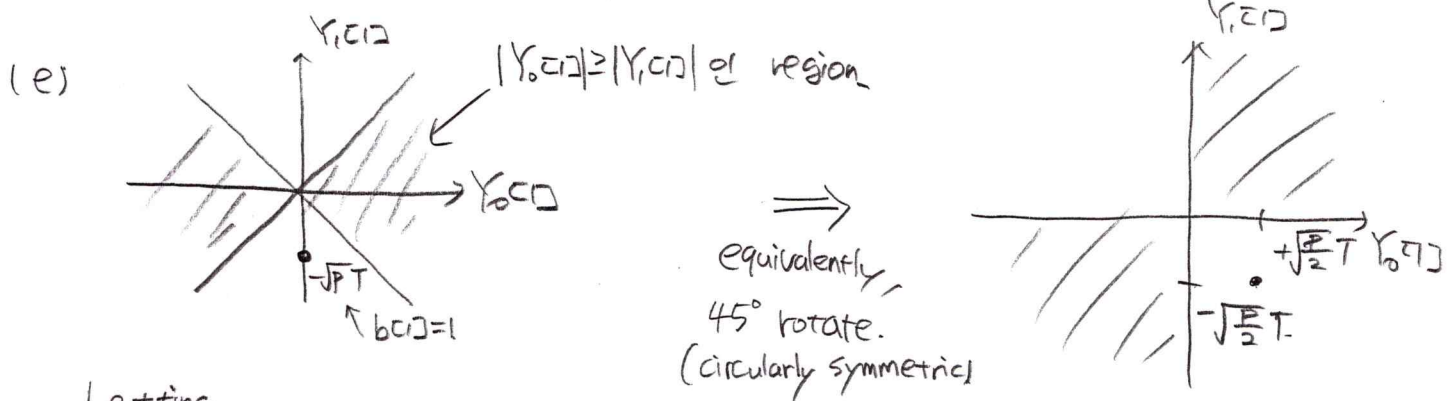 (e)
Y₁[1]
|Y₀[1]|≥|Y₁[1]| 인 region
Y₀[1]
-√P T
b[1]=1
⟹
equivalently,
45° rotate.
(circularly symmetric)
Y₁[1]
+√(P/2) T Y₀[1]
-√(P/2) T